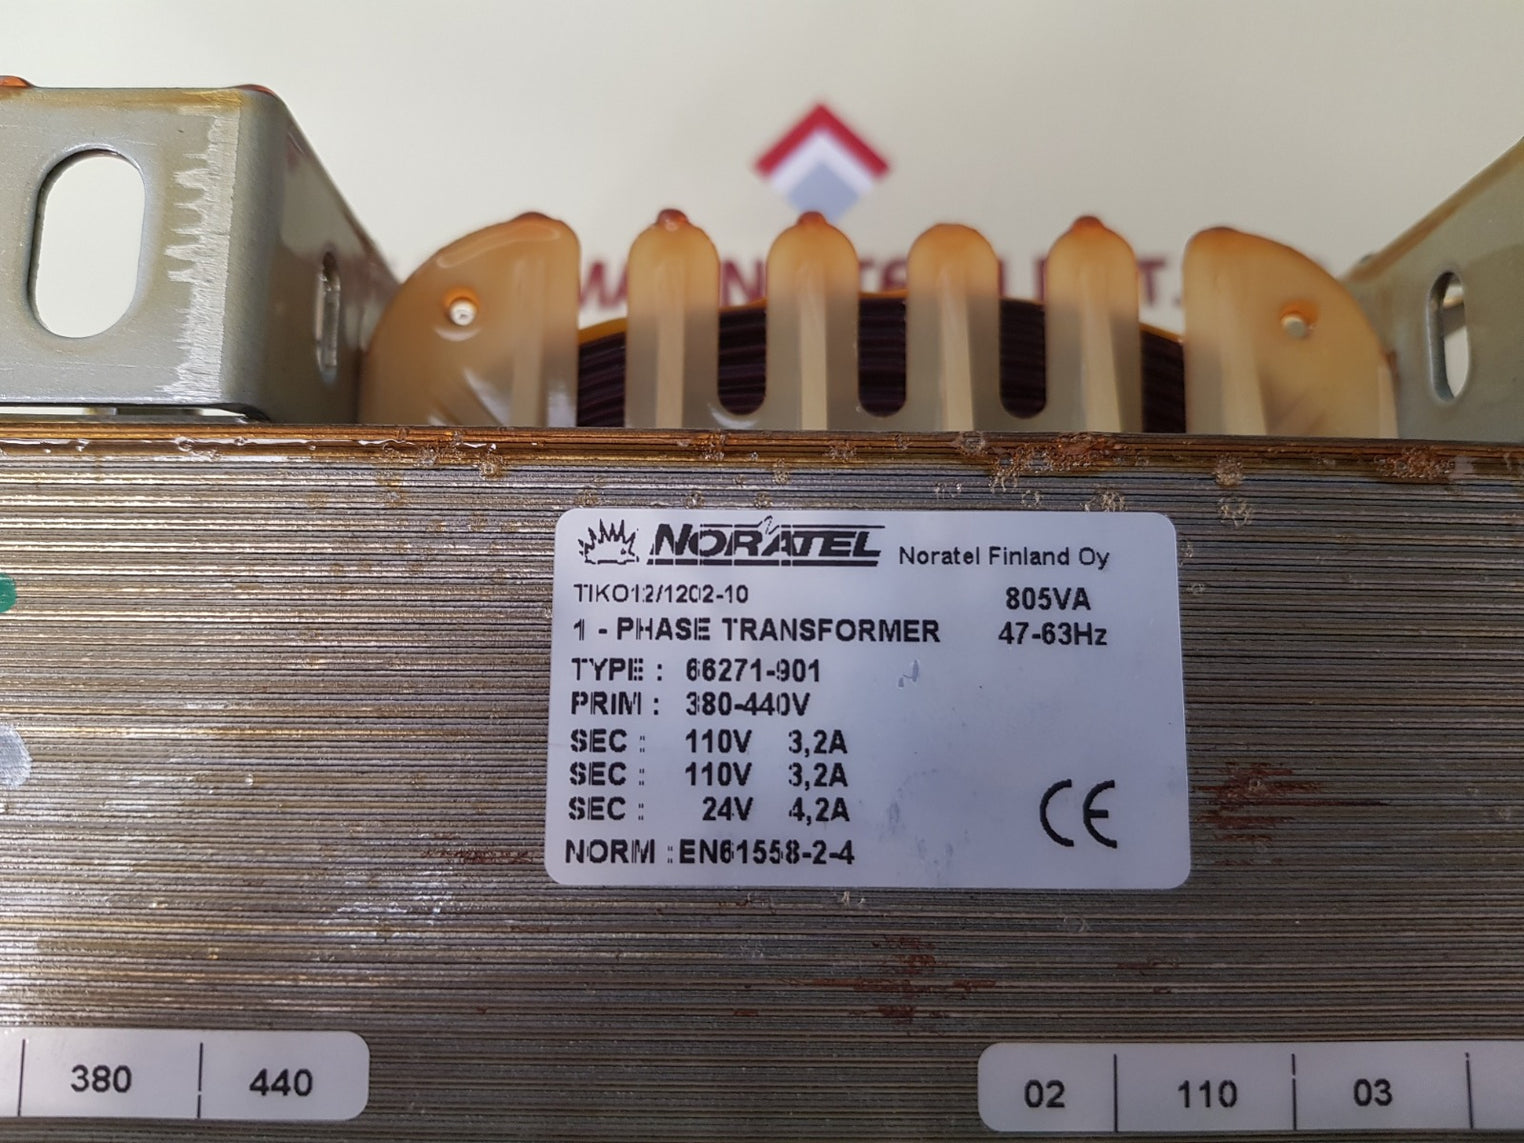 NORATEL Noratel Finland Oy
TIKO12/1202-10 805VA
1 - PHASE TRANSFORMER 47-63Hz
TYPE : 66271-901
PRIM : 380-440V
SEC : 110V 3,2A
SEC : 110V 3,2A
SEC : 24V 4,2A
NORM : EN61558-2-4
CE
380 440
02 110 03